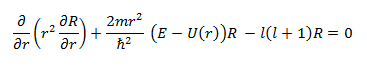 ∂/∂r (r² ∂R/∂r) + 2mr²/ħ² (E − U(r))R − l(l + 1)R = 0